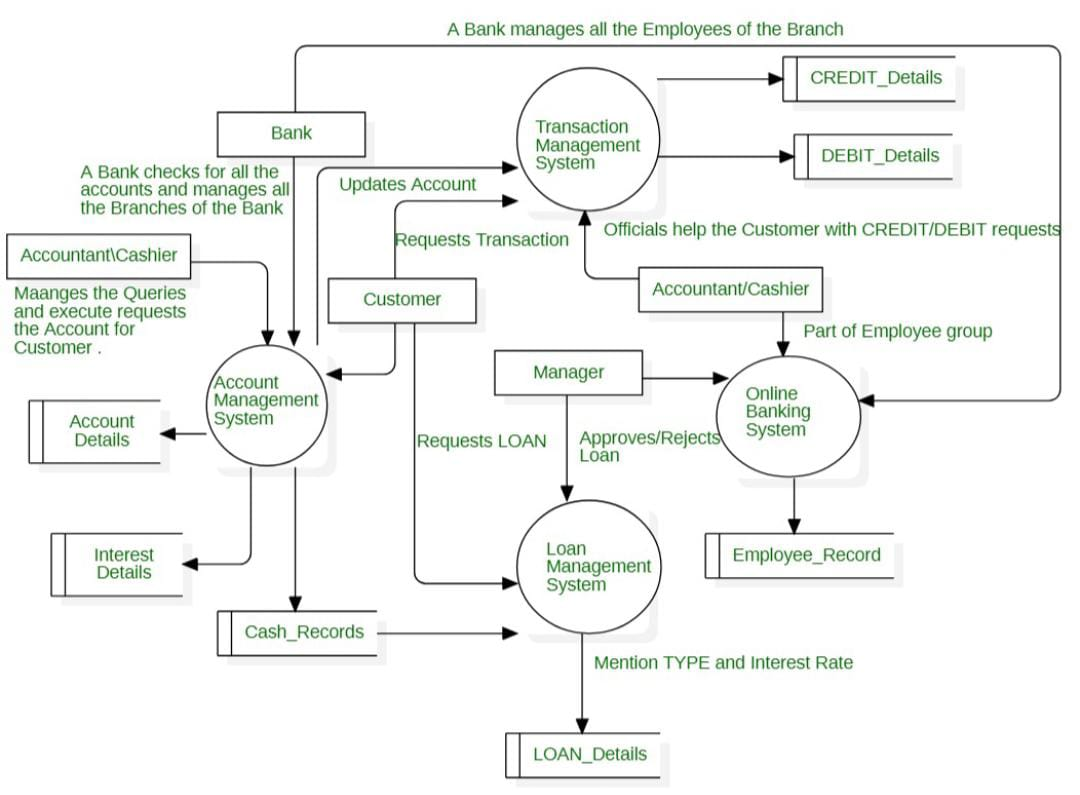 A Bank manages all the Employees of the Branch
CREDIT_Details
Bank
Transaction
Management
System
DEBIT_Details
A Bank checks for all the
accounts and manages all
the Branches of the Bank
Updates Account
Requests Transaction
Officials help the Customer with CREDIT/DEBIT requests
Accountant\Cashier
Maanges the Queries
and execute requests
the Account for
Customer .
Customer
Accountant/Cashier
Part of Employee group
Manager
Account
Management
System
Online
Banking
System
Account
Details
Requests LOAN
Approves/Rejects
Loan
Interest
Details
Loan
Management
System
Employee_Record
Cash_Records
Mention TYPE and Interest Rate
LOAN_Details